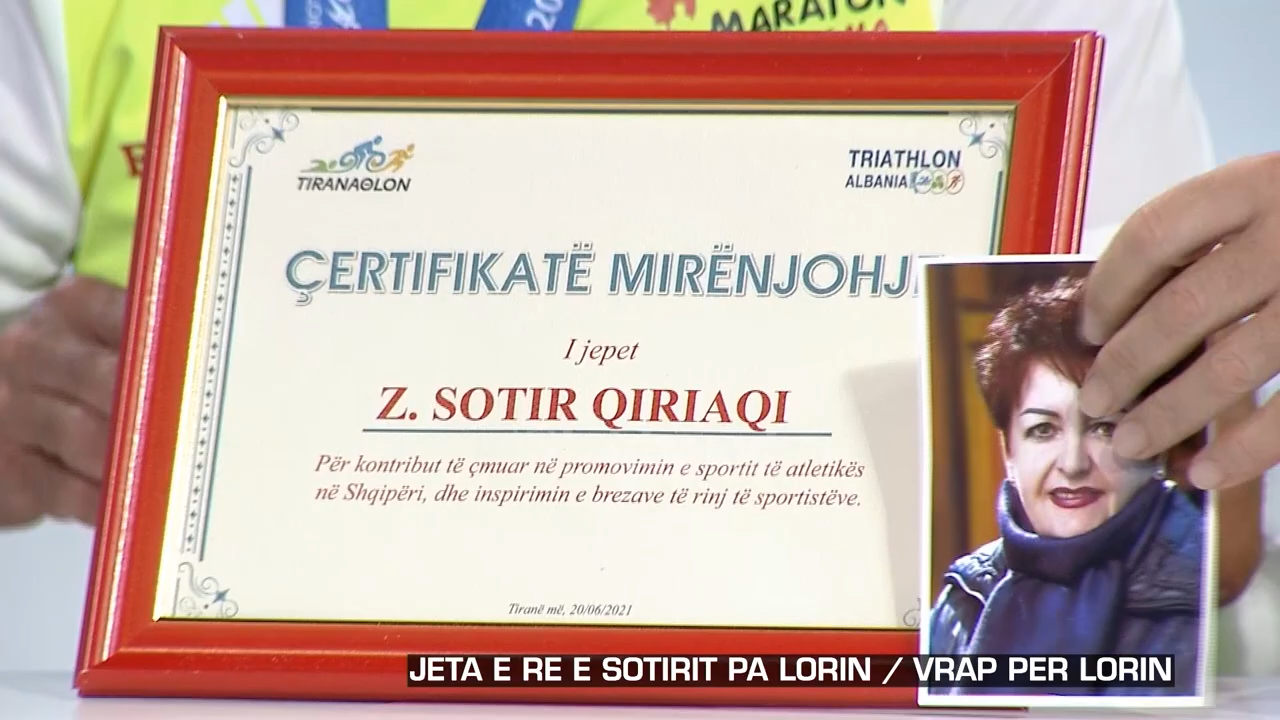 MARATON
20
TIRANAΘLON
TRIATHLON
ALBANIA
ÇERTIFIKATË MIRËNJOHJE
I jepet
Z. SOTIR QIRIAQI
Për kontribut të çmuar në promovimin e sportit të atletikës
në Shqipëri, dhe inspirimin e brezave të rinj të sportistëve.
Tiranë më, 20/06/2021
JETA E RE E SOTIRIT PA LORIN / VRAP PER LORIN